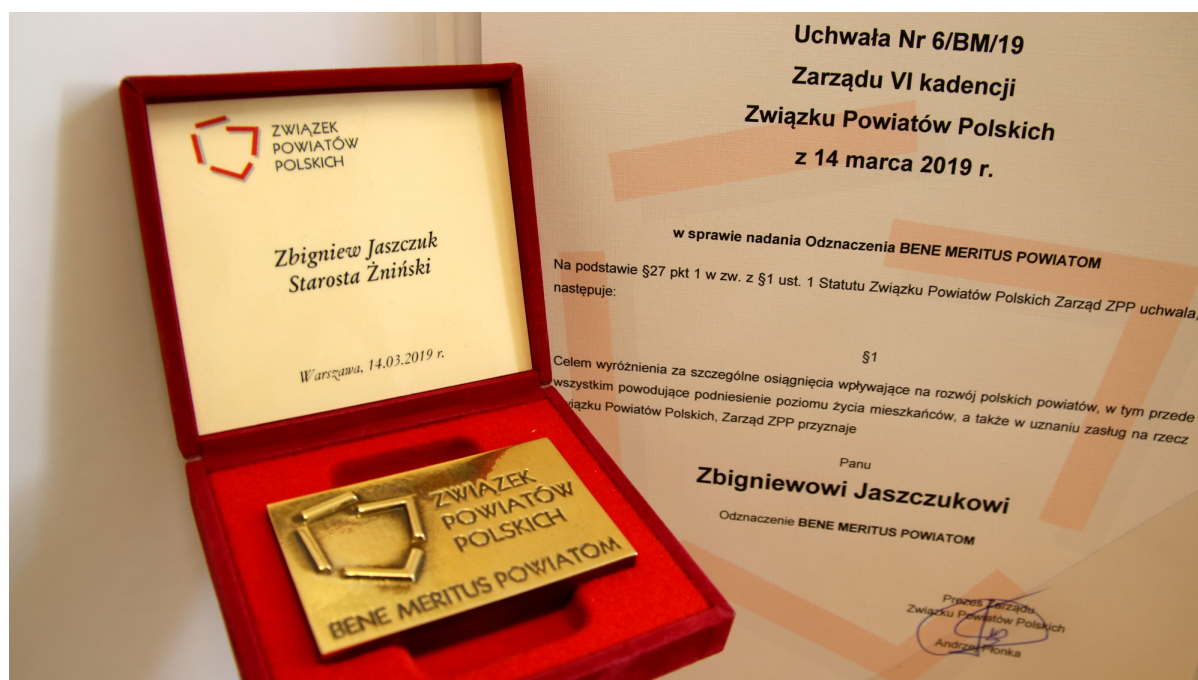 ZWIĄZEK
POWIATÓW
POLSKICH
Zbigniew Jaszczuk
Starosta Żniński
Warszawa, 14.03.2019 r.
ZWIĄZEK
POWIATÓW
POLSKICH
BENE MERITUS POWIATOM
Uchwała Nr 6/BM/19
Zarządu VI kadencji
Związku Powiatów Polskich
z 14 marca 2019 r.
w sprawie nadania Odznaczenia BENE MERITUS POWIATOM
Na podstawie §27 pkt 1 w zw. z §1 ust. 1 Statutu Związku Powiatów Polskich Zarząd ZPP uchwala,
następuje:
§1
Celem wyróżnienia za szczególne osiągnięcia wpływające na rozwój polskich powiatów, w tym przede
wszystkim powodujące podniesienie poziomu życia mieszkańców, a także w uznaniu zasług na rzecz
Związku Powiatów Polskich, Zarząd ZPP przyznaje
Panu
Zbigniewowi Jaszczukowi
Odznaczenie BENE MERITUS POWIATOM
Prezes Zarządu
Związku Powiatów Polskich
Andrzej Płonka